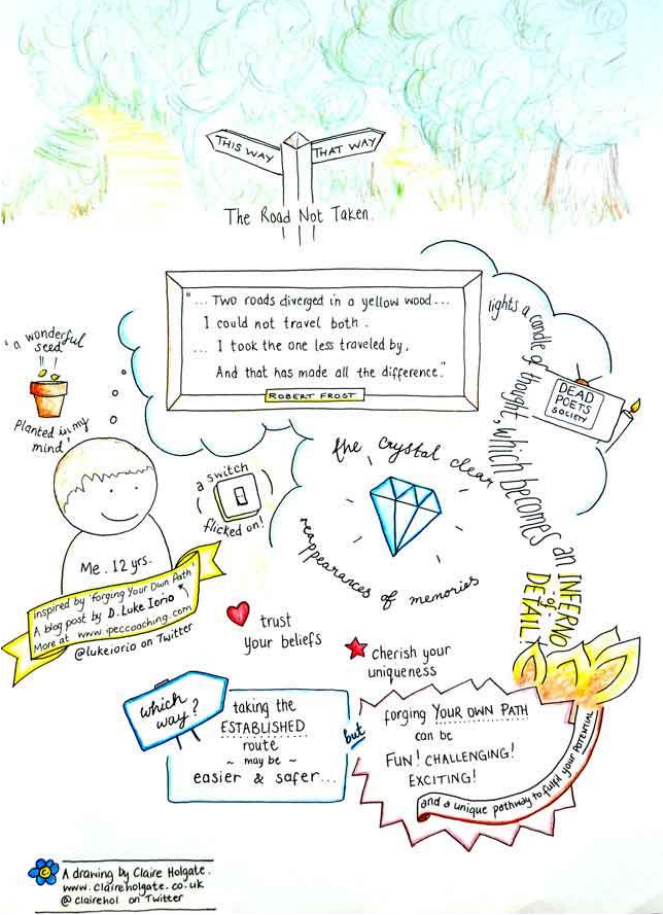 THIS WAY
THAT WAY
The Road Not Taken.
"... Two roads diverged in a yellow wood...
I could not travel both.
... I took the one less traveled by,
And that has made all the difference."
ROBERT FROST
'a wonderful
seed'
Planted in my
mind'
lights a candle of thought, which becomes an
INFERNO
of
DETAIL!
DEAD
POETS
SOCIETY
a switch
flicked on!
the crystal clear
reappearances of memories
Me. 12 yrs.
inspired by 'Forging Your Own Path'
A blog post by D. Luke Iorio
More at www.ipeccoaching.com
@lukeiorio on Twitter
trust
your beliefs
cherish your
uniqueness
which
way?
taking the
ESTABLISHED
route
~ may be ~
easier & safer...
but
forging YOUR OWN PATH
can be
FUN! CHALLENGING!
EXCITING!
and a unique pathway to fulfil your POTENTIAL
A drawing by Claire Holgate.
www.claireholgate.co.uk
@clairehol on Twitter